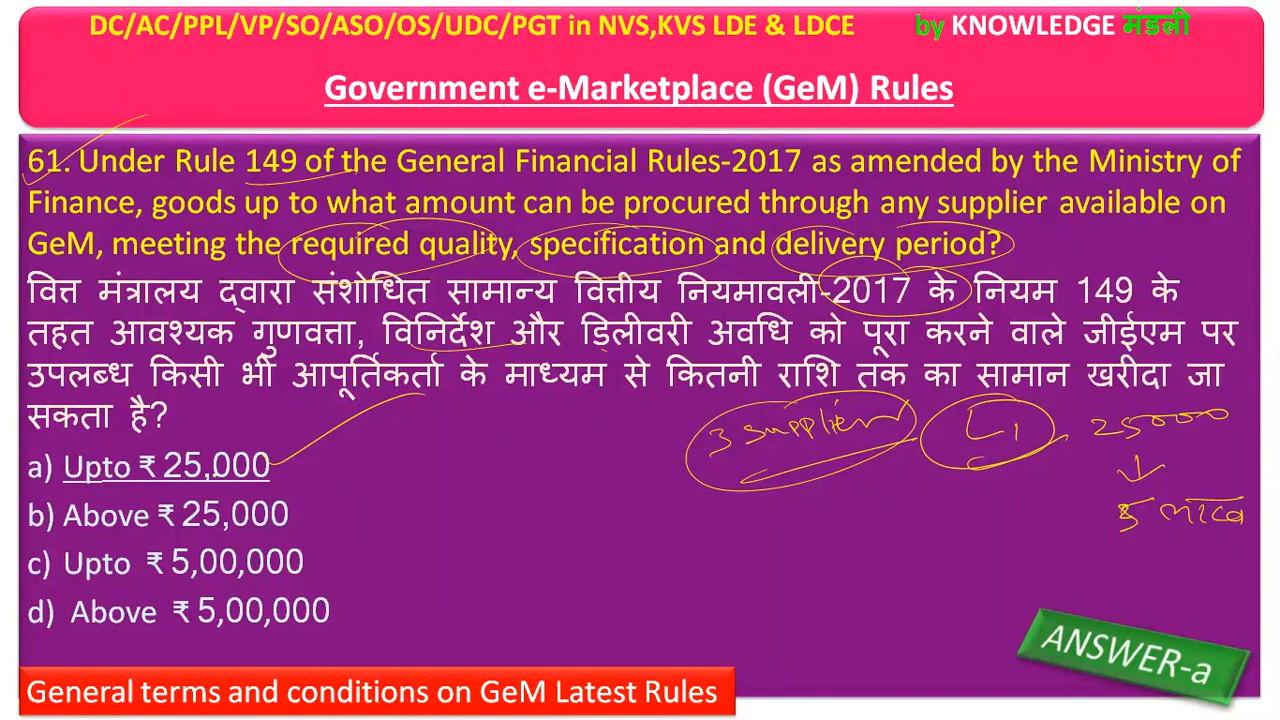 DC/AC/PPL/VP/SO/ASO/OS/UDC/PGT in NVS,KVS LDE & LDCE by KNOWLEDGE मंडली
Government e-Marketplace (GeM) Rules
61. Under Rule 149 of the General Financial Rules-2017 as amended by the Ministry of
Finance, goods up to what amount can be procured through any supplier available on
GeM, meeting the required quality, specification and delivery period?
वित्त मंत्रालय द्वारा संशोधित सामान्य वित्तीय नियमावली-2017 के नियम 149 के
तहत आवश्यक गुणवत्ता, विनिर्देश और डिलीवरी अवधि को पूरा करने वाले जीईएम पर
उपलब्ध किसी भी आपूर्तिकर्ता के माध्यम से कितनी राशि तक का सामान खरीदा जा
सकता है?
3 supplier L1 25000
5 लाख
a) Upto ₹ 25,000
b) Above ₹ 25,000
c) Upto ₹ 5,00,000
d) Above ₹ 5,00,000
ANSWER-a
General terms and conditions on GeM Latest Rules